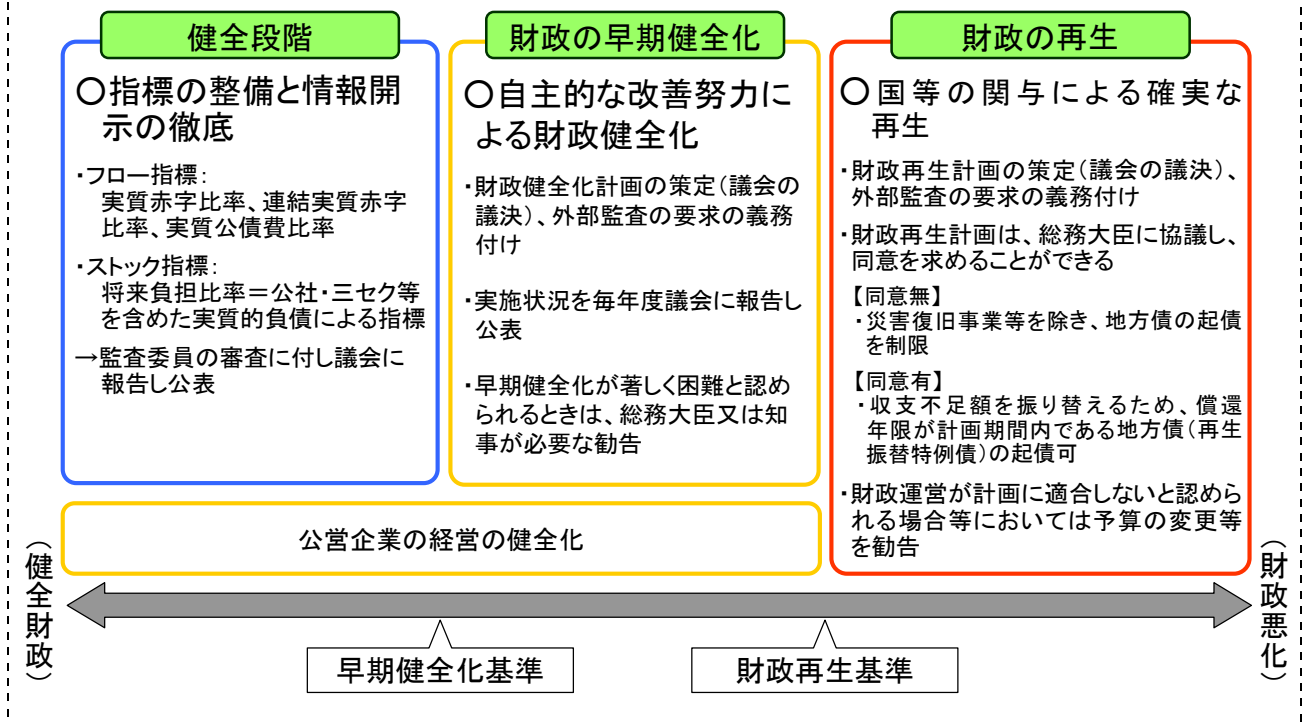 健全段階
〇指標の整備と情報開
示の徹底
・フロー指標:
実質赤字比率、連結実質赤字
比率、実質公債費比率
・ストック指標:
将来負担比率=公社・三セク等
を含めた実質的負債による指標
→監査委員の審査に付し議会に
報告し公表
財政の早期健全化
〇自主的な改善努力に
よる財政健全化
・財政健全化計画の策定(議会の
議決)、外部監査の要求の義務
付け
・実施状況を毎年度議会に報告し
公表
・早期健全化が著しく困難と認め
られるときは、総務大臣又は知
事が必要な勧告
財政の再生
〇国等の関与による確実な
再生
・財政再生計画の策定(議会の議決)、
外部監査の要求の義務付け
・財政再生計画は、総務大臣に協議し、
同意を求めることができる
【同意無】
・災害復旧事業等を除き、地方債の起債
を制限
【同意有】
・収支不足額を振り替えるため、償還
年限が計画期間内である地方債(再生
振替特例債)の起債可
・財政運営が計画に適合しないと認めら
れる場合等においては予算の変更等
を勧告
公営企業の経営の健全化
(健全財政)
(財政悪化)
早期健全化基準
財政再生基準